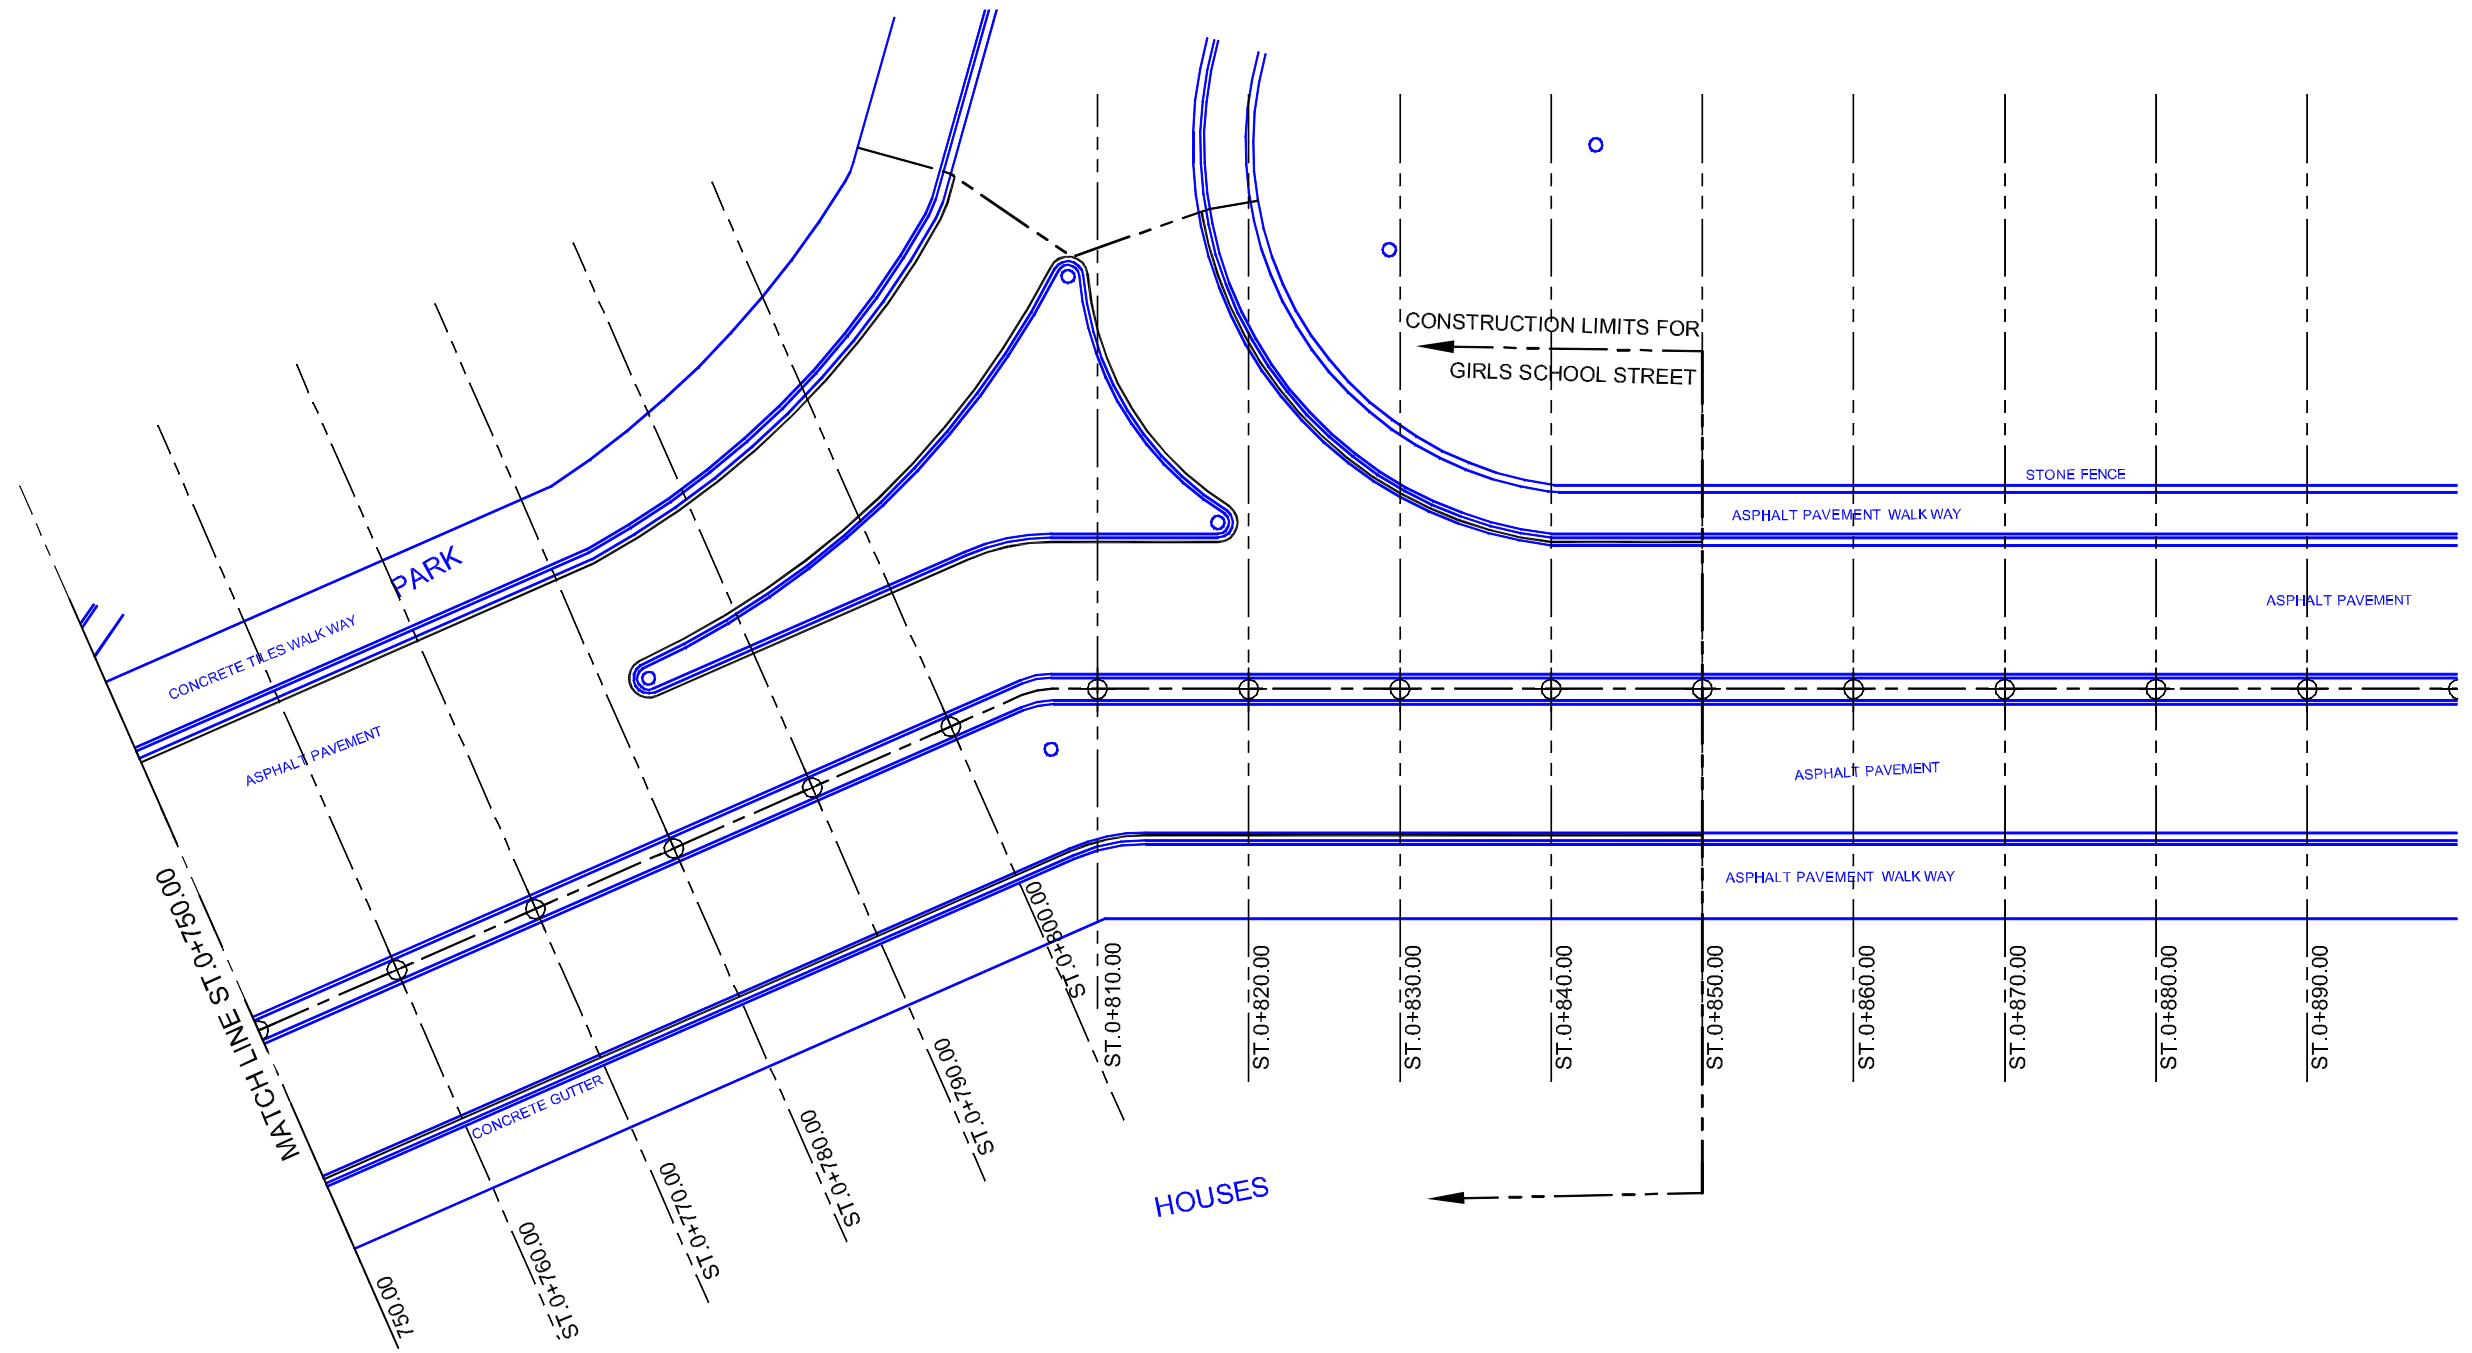 CONSTRUCTION LIMITS FOR
GIRLS SCHOOL STREET
STONE FENCE
ASPHALT PAVEMENT WALK WAY
PARK
CONCRETE TILES WALK WAY
ASPHALT PAVEMENT
ASPHALT PAVEMENT
ASPHALT PAVEMENT
ASPHALT PAVEMENT WALK WAY
MATCH LINE ST.0+750.00
CONCRETE GUTTER
HOUSES
750.00
ST.0+760.00
ST.0+770.00
ST.0+780.00
ST.0+790.00
ST.0+800.00
ST.0+810.00
ST.0+820.00
ST.0+830.00
ST.0+840.00
ST.0+850.00
ST.0+860.00
ST.0+870.00
ST.0+880.00
ST.0+890.00